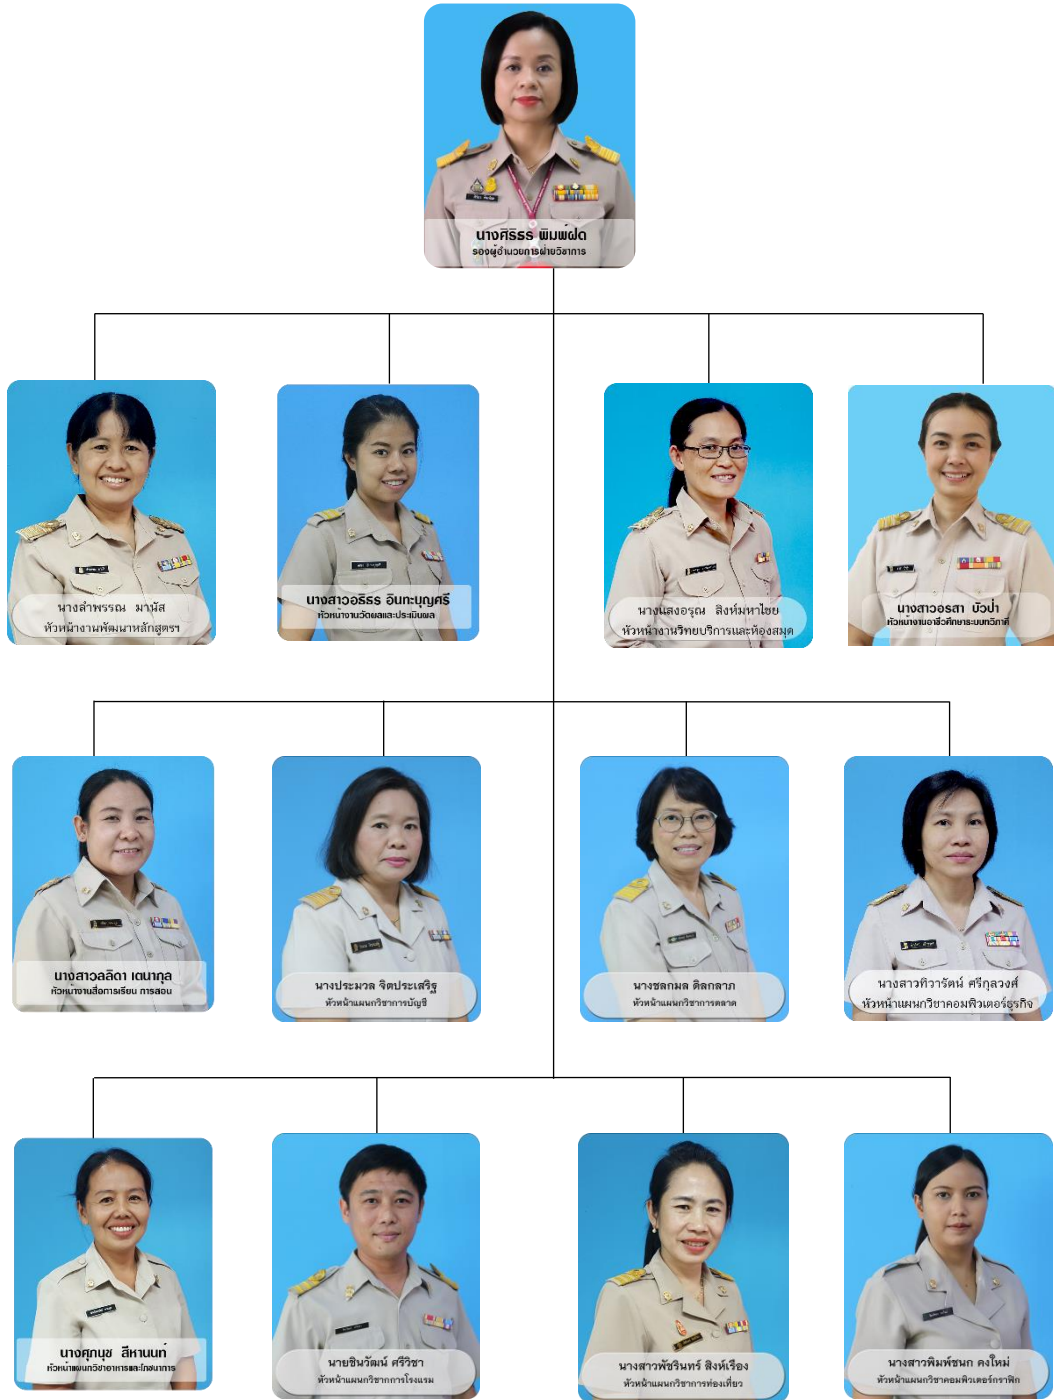 นางศิริธร พิมพ์ฝด
รองผู้อำนวยการฝ่ายวิชาการ
นางลำพรรณ มานัส
หัวหน้างานพัฒนาหลักสูตรฯ
นางสาวอธิธร อินทะบุญศรี
หัวหน้างานวัดผลและประเมินผล
นางแสงอรุณ สิงห์มหาไชย
หัวหน้างานวิทยบริการและห้องสมุด
นางสาวอรสา บัวป่า
หัวหน้างานอาชีวศึกษาระบบทวิภาคี
นางสาวลลิดา เตนากุล
หัวหน้างานสื่อการเรียน การสอน
นางประมวล จิตประเสริฐ
หัวหน้าแผนกวิชาการบัญชี
นางชลกมล ดิลกลาภ
หัวหน้าแผนกวิชาการตลาด
นางสาวทิวารัตน์ ศรีกุลวงศ์
หัวหน้าแผนกวิชาคอมพิวเตอร์ธุรกิจ
นางศุภนุช สีหานนท์
หัวหน้าแผนกวิชาอาหารและโภชนาการ
นายชินวัฒน์ ศรีวิชา
หัวหน้าแผนกวิชากการโรงแรม
นางสาวพัชรินทร์ สิงห์เรือง
หัวหน้าแผนกวิชาการท่องเที่ยว
นางสาวพิมพ์ชนก คงใหม่
หัวหน้าแผนกวิชาคอมพิวเตอร์กราฟิก